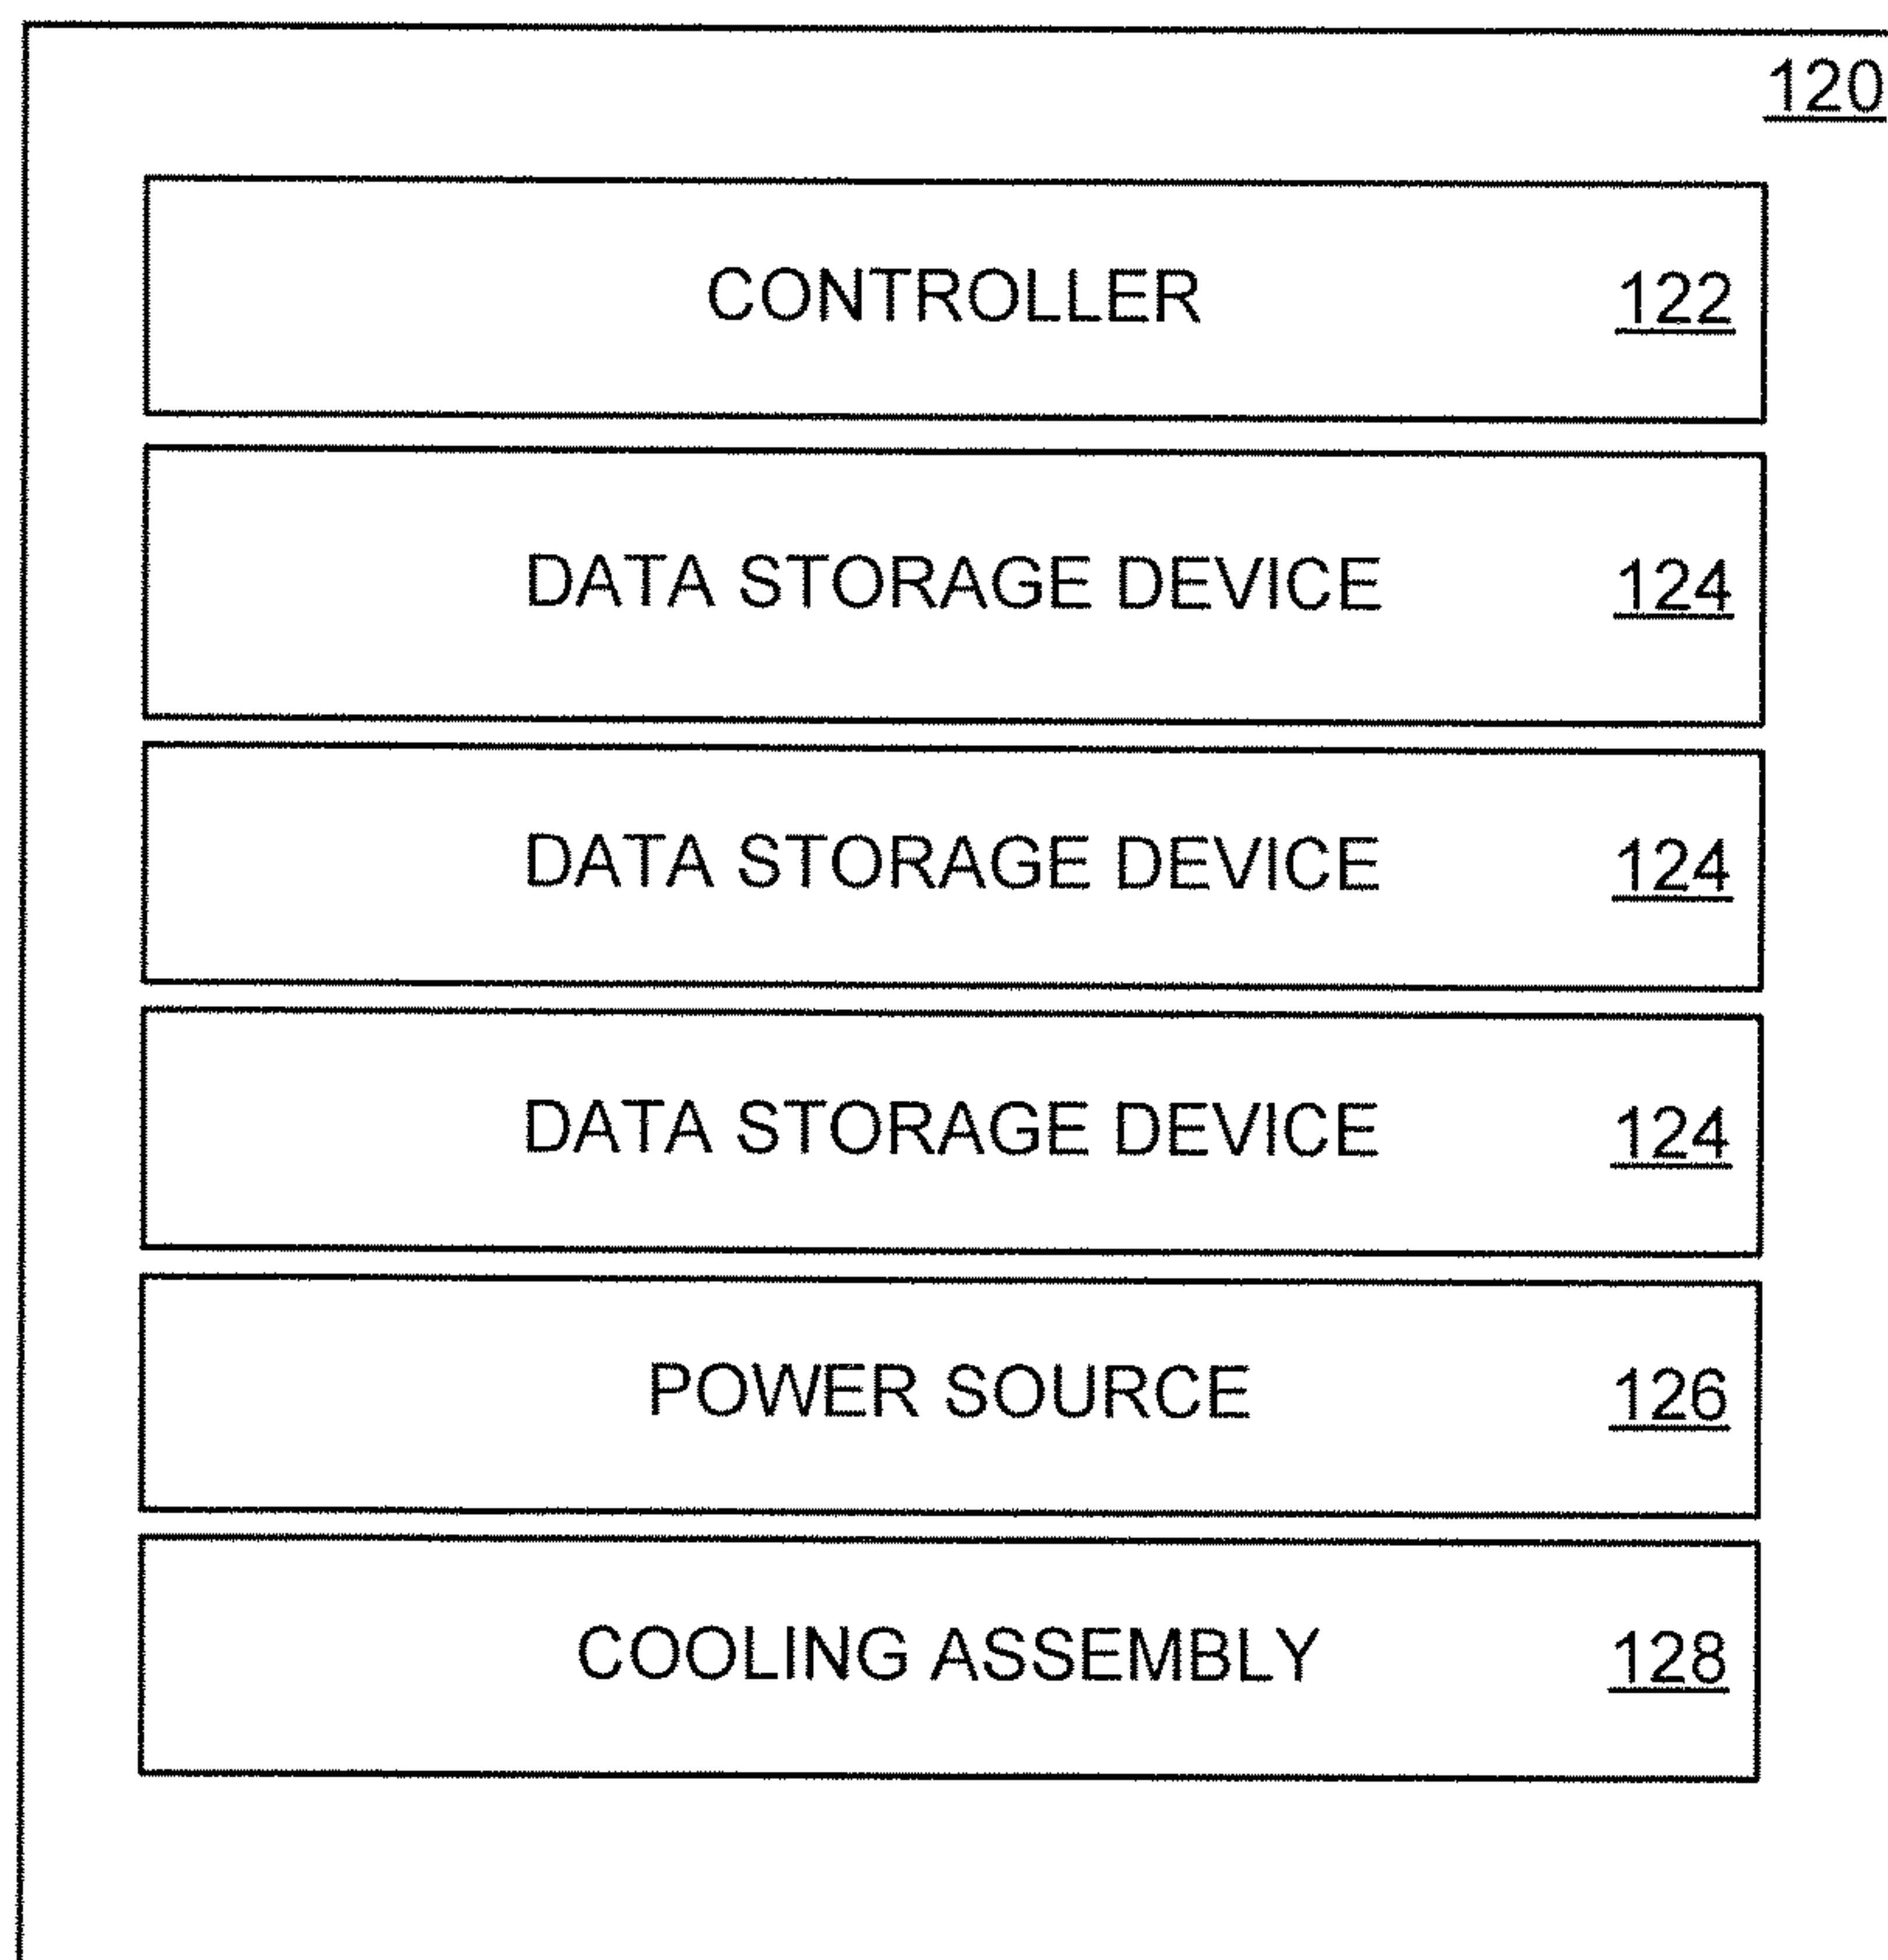 120
CONTROLLER 122
DATA STORAGE DEVICE 124
DATA STORAGE DEVICE 124
DATA STORAGE DEVICE 124
POWER SOURCE 126
COOLING ASSEMBLY 128